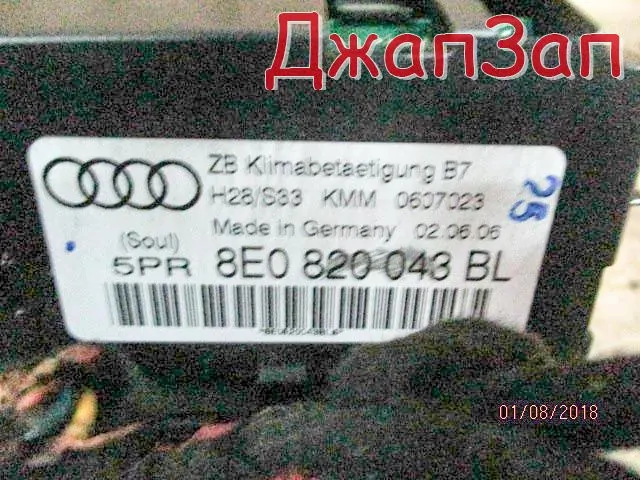 ДжапЗап
ZB Klimabetaetigung B7
H28/S33 KMM 0607023
25
Made in Germany 02.06.06
(Soul)
5PR 8E0 820 043 BL
01/08/2018